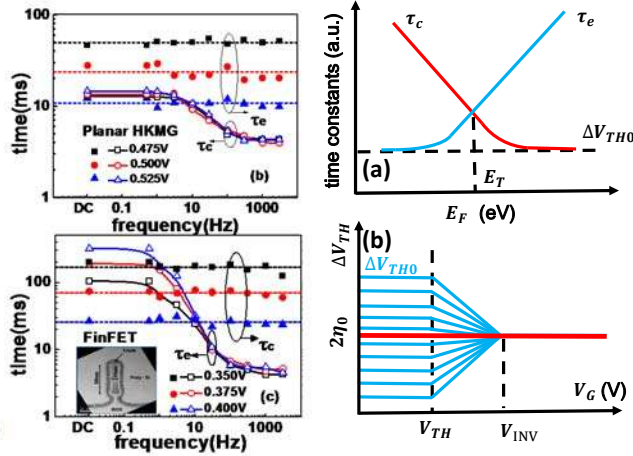 100
10
1
time(ms)
τe
τc
Planar HKMG
0.475V
0.500V
0.525V
(b)
DC 0.1 10 1000
frequency(Hz)
100
10
1
time(ms)
τe
τc
FinFET
0.350V
0.375V
0.400V
(c)
DC 0.1 10 1000
frequency(Hz)
time constants (a.u.)
τc
τe
ΔVTH0
(a)
ET
EF (eV)
(b)
ΔVTH
2η0
ΔVTH0
VG (V)
VTH
VINV